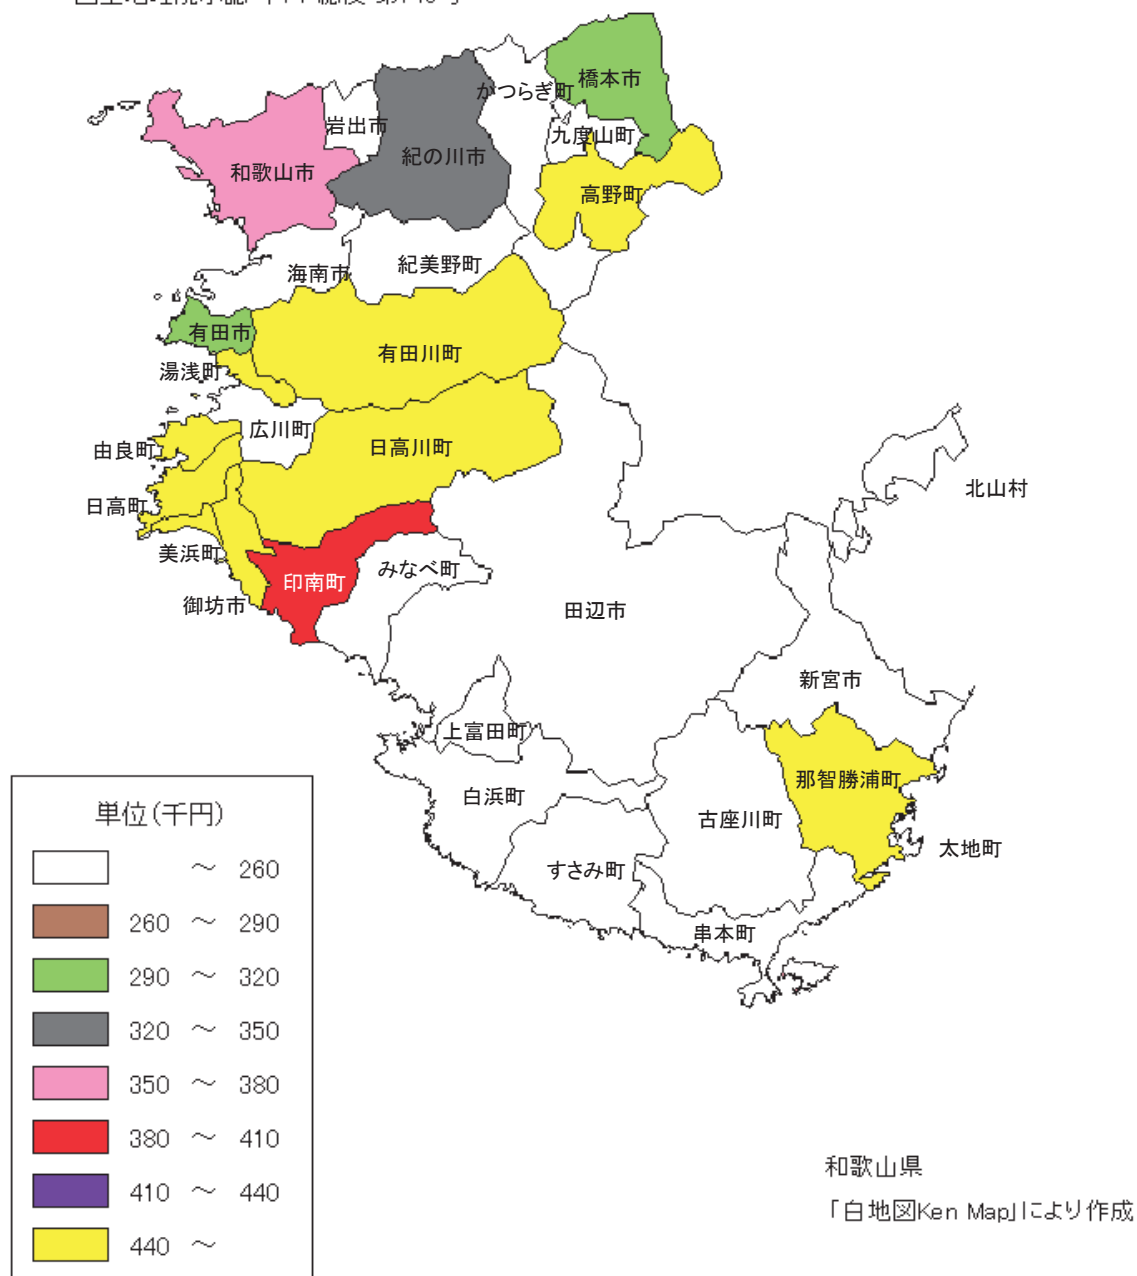 橋本市
かつらぎ町
岩出市
九度山町
紀の川市
和歌山市
高野町
紀美野町
海南市
有田市
有田川町
湯浅町
広川町
日高川町
由良町
北山村
日高町
美浜町
みなべ町
印南町
御坊市
田辺市
新宮市
上富田町
那智勝浦町
白浜町
古座川町
太地町
すさみ町
串本町
単位(千円)
～ 260
260 ～ 290
290 ～ 320
320 ～ 350
350 ～ 380
380 ～ 410
410 ～ 440
440 ～
和歌山県
「白地図Ken Map」により作成